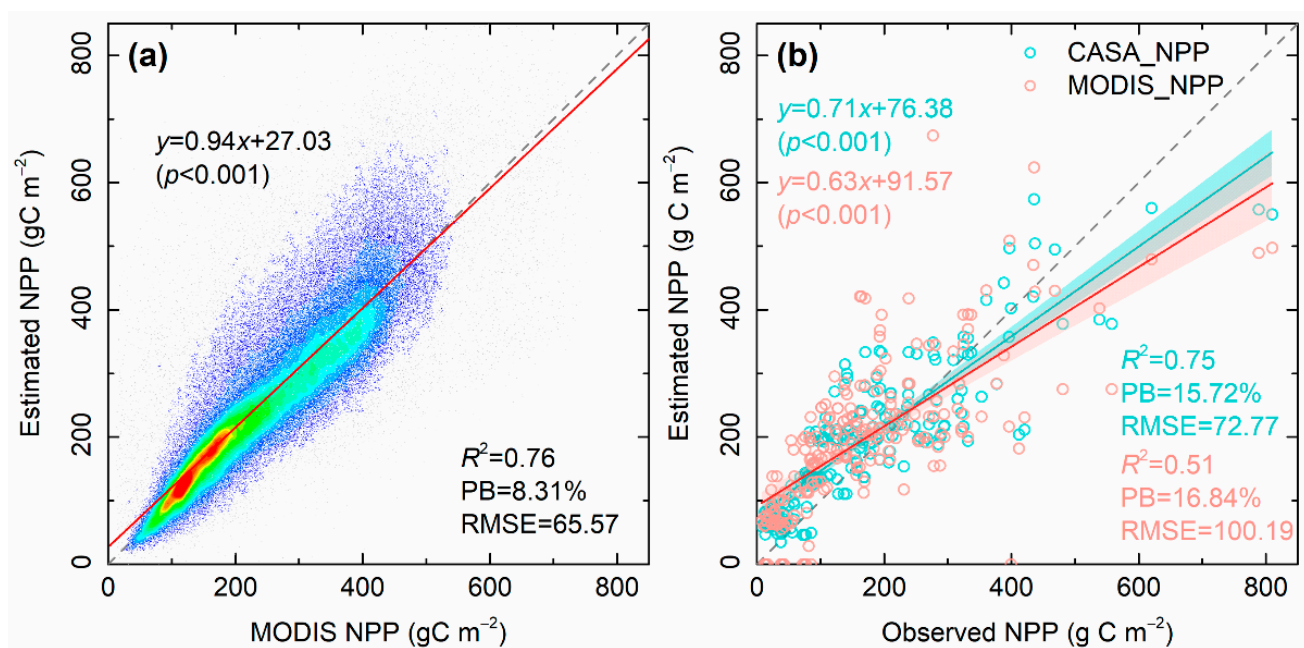 (a)
y=0.94x+27.03
(p<0.001)
R²=0.76
PB=8.31%
RMSE=65.57
Estimated NPP (gC m⁻²)
0
200
400
600
800
0 200 400 600 800
MODIS NPP (gC m⁻²)
(b)
CASA_NPP
MODIS_NPP
y=0.71x+76.38
(p<0.001)
y=0.63x+91.57
(p<0.001)
R²=0.75
PB=15.72%
RMSE=72.77
R²=0.51
PB=16.84%
RMSE=100.19
Estimated NPP (g C m⁻²)
0
200
400
600
800
0 200 400 600 800
Observed NPP (g C m⁻²)